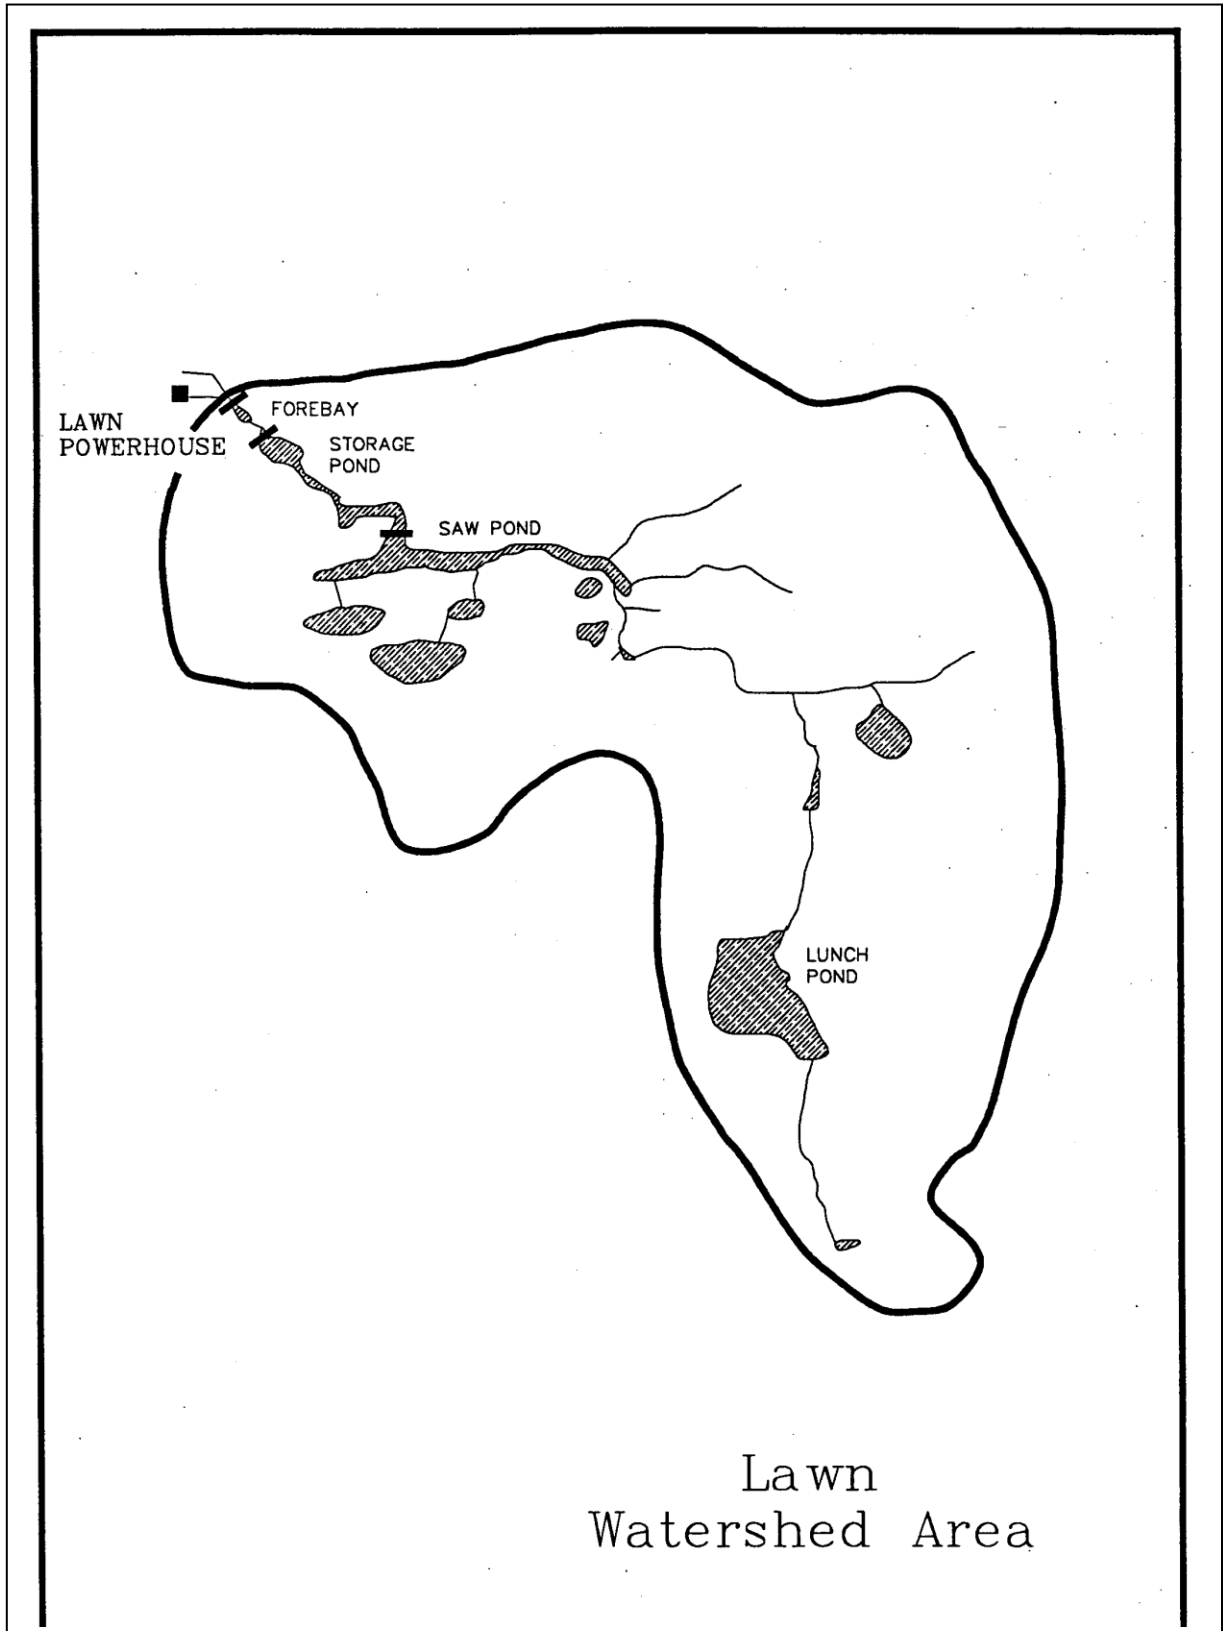 LAWN
POWERHOUSE
FOREBAY
STORAGE
POND
SAW POND
LUNCH
POND
Lawn
Watershed Area